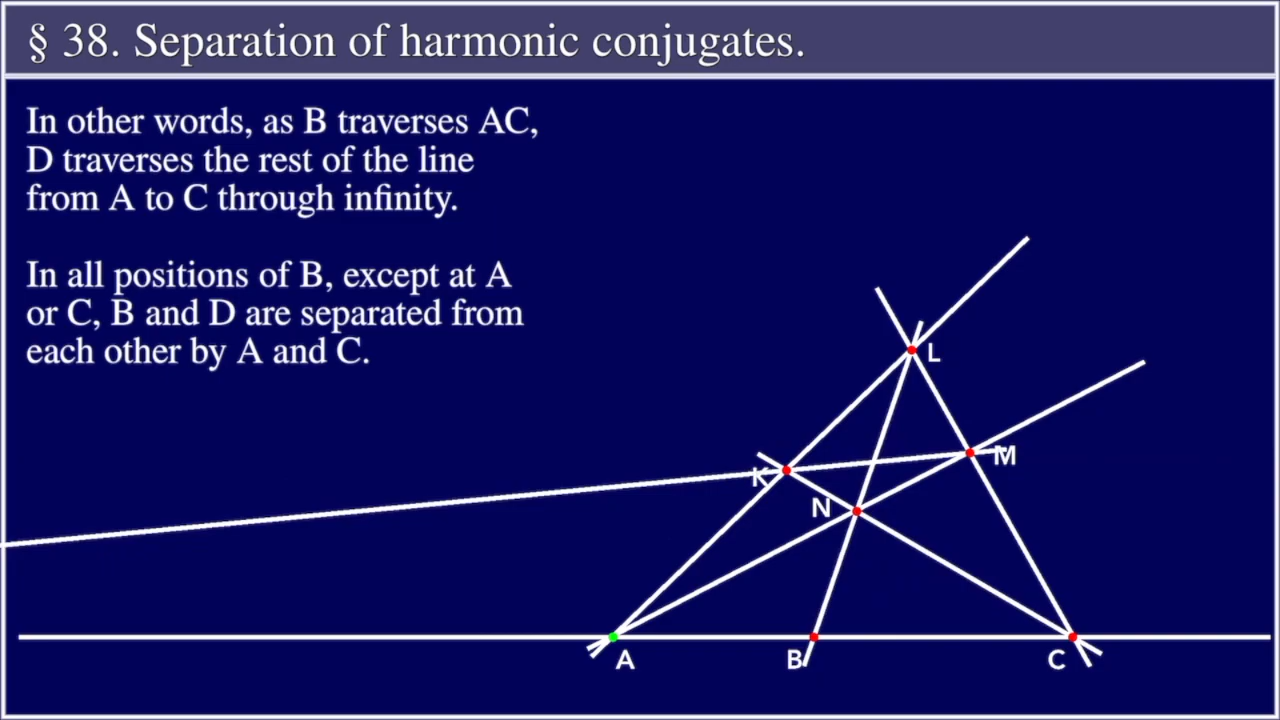 § 38. Separation of harmonic conjugates.
In other words, as B traverses AC,
D traverses the rest of the line
from A to C through infinity.
In all positions of B, except at A
or C, B and D are separated from
each other by A and C.
L
M
K
N
A
B
C